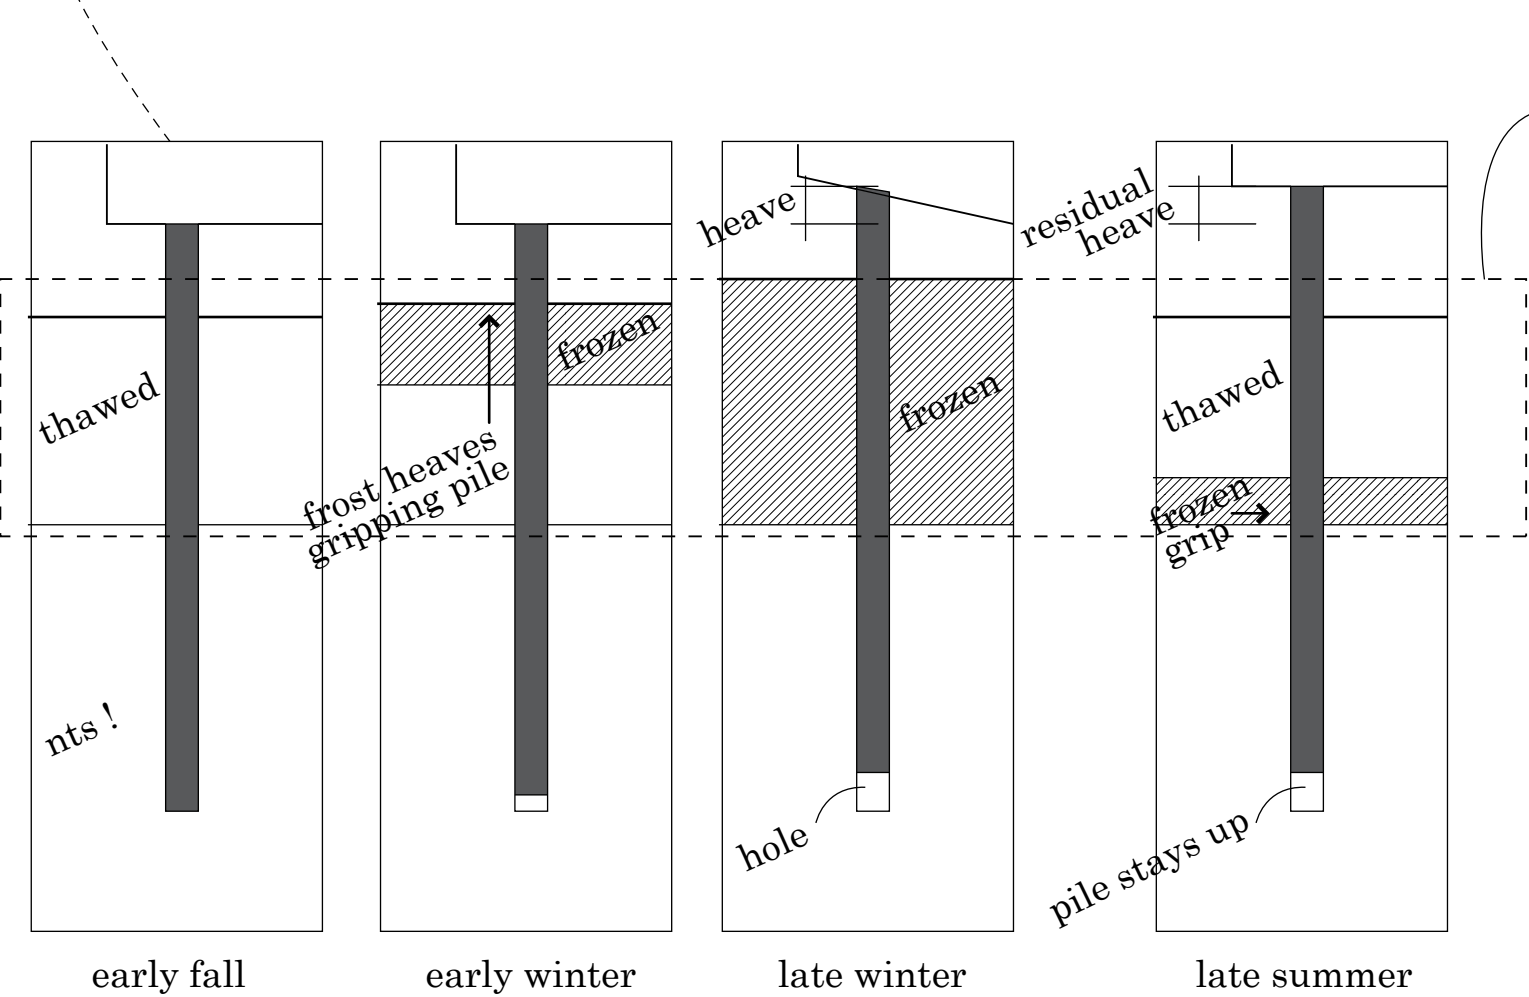 heave
residual
heave
frozen
frozen
thawed
thawed
frost heaves
gripping pile
frozen
grip
nts !
hole
pile stays up
early fall
early winter
late winter
late summer